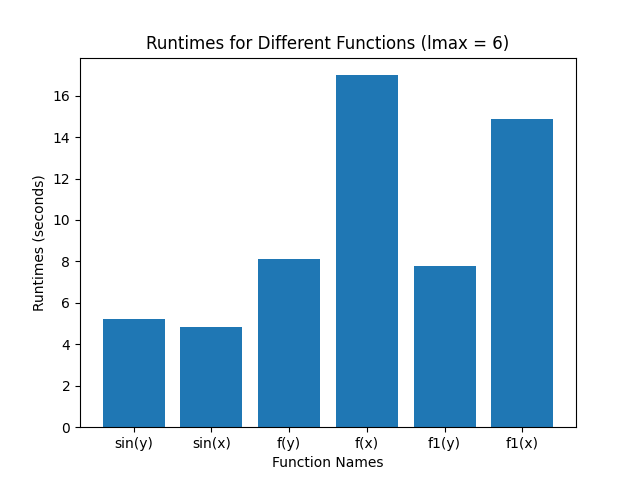 Runtimes for Different Functions (lmax = 6)
Runtimes (seconds)
16
14
12
10
8
6
4
2
0
sin(y) sin(x) f(y) f(x) f1(y) f1(x)
Function Names